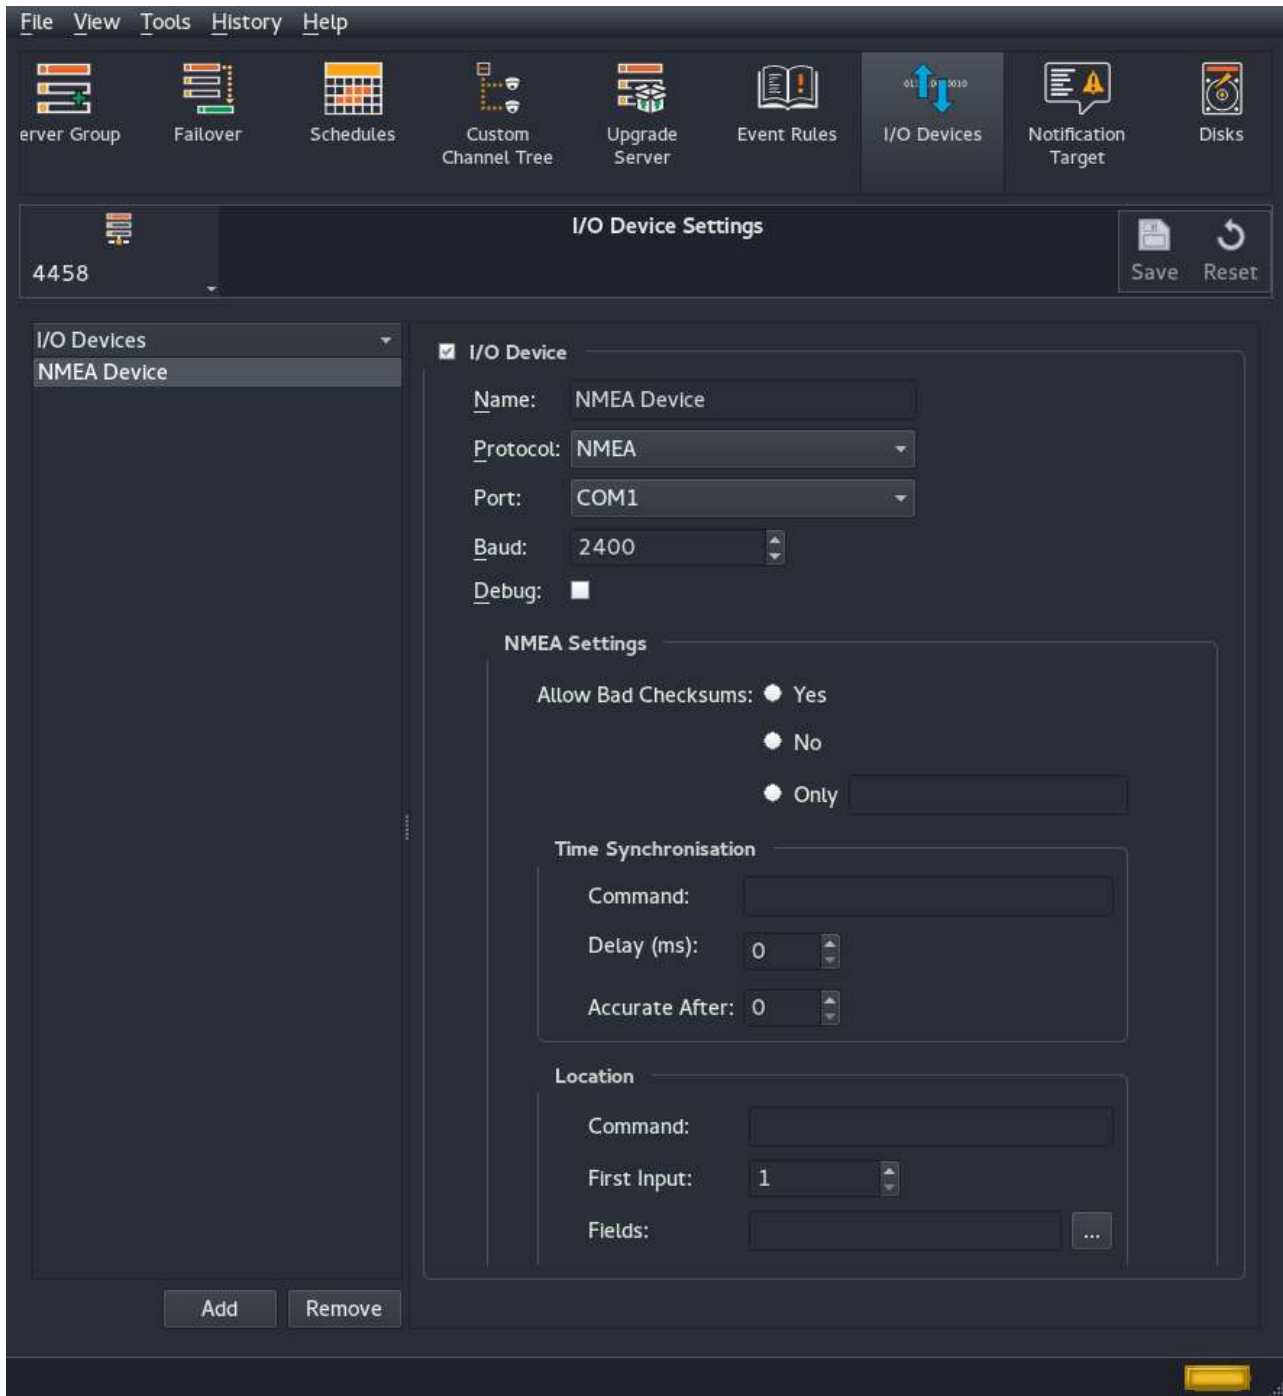 File View Tools History Help
erver Group
Failover
Schedules
Custom
Channel Tree
Upgrade
Server
Event Rules
I/O Devices
Notification
Target
Disks
4458
I/O Device Settings
Save Reset
I/O Devices
NMEA Device
I/O Device
Name: NMEA Device
Protocol: NMEA
Port: COM1
Baud: 2400
Debug:
NMEA Settings
Allow Bad Checksums: Yes
No
Only
Time Synchronisation
Command:
Delay (ms): 0
Accurate After: 0
Location
Command:
First Input: 1
Fields: ...
Add Remove